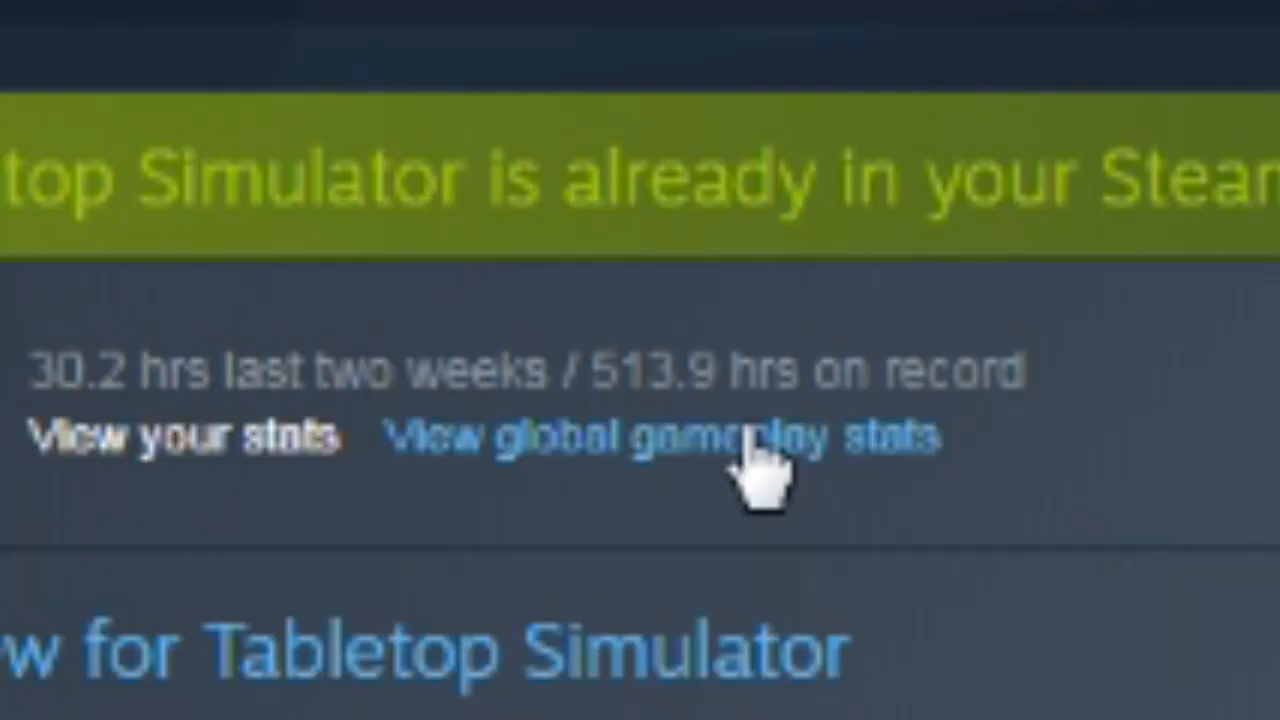 top Simulator is already in your Steam
30.2 hrs last two weeks / 513.9 hrs on record
View your stats View global gameplay stats
w for Tabletop Simulator